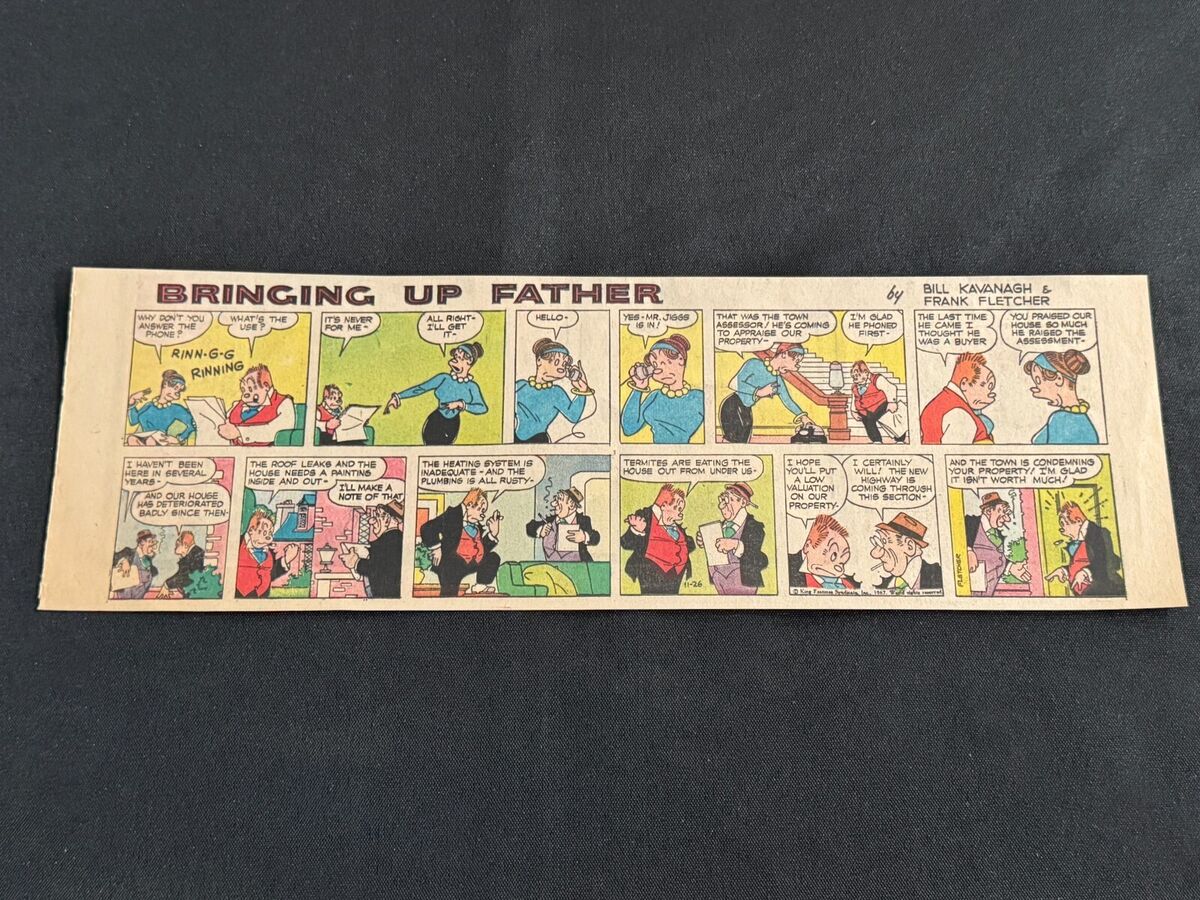 BRINGING UP FATHER
by
BILL KAVANAGH &
FRANK FLETCHER
WHY DON'T YOU
ANSWER THE
PHONE?
WHAT'S THE
USE?
RINN-G-G
RINNING
IT'S NEVER
FOR ME-
ALL RIGHT-
I'LL GET
IT-
HELLO-
YES-MR. JIGGS
IS IN!
THAT WAS THE TOWN
ASSESSOR! HE'S COMING
TO APPRAISE OUR
PROPERTY-
I'M GLAD
HE PHONED
FIRST-
THE LAST TIME
HE CAME I
THOUGHT HE
WAS A BUYER
YOU PRAISED OUR
HOUSE SO MUCH
HE RAISED THE
ASSESSMENT-
I HAVEN'T BEEN
HERE IN SEVERAL
YEARS-
AND OUR HOUSE
HAS DETERIORATED
BADLY SINCE THEN-
THE ROOF LEAKS AND THE
HOUSE NEEDS A PAINTING
INSIDE AND OUT-
I'LL MAKE A
NOTE OF THAT
THE HEATING SYSTEM IS
INADEQUATE-AND THE
PLUMBING IS ALL RUSTY-
TERMITES ARE EATING THE
HOUSE OUT FROM UNDER US-
11-26
I HOPE
YOU'LL PUT
A LOW
VALUATION
ON OUR
PROPERTY-
I CERTAINLY
WILL! THE NEW
HIGHWAY IS
COMING THROUGH
THIS SECTION-
© King Features Syndicate, Inc., 1967. World rights reserved.
AND THE TOWN IS CONDEMNING
YOUR PROPERTY! I'M GLAD
IT ISN'T WORTH MUCH!
FLETCHER